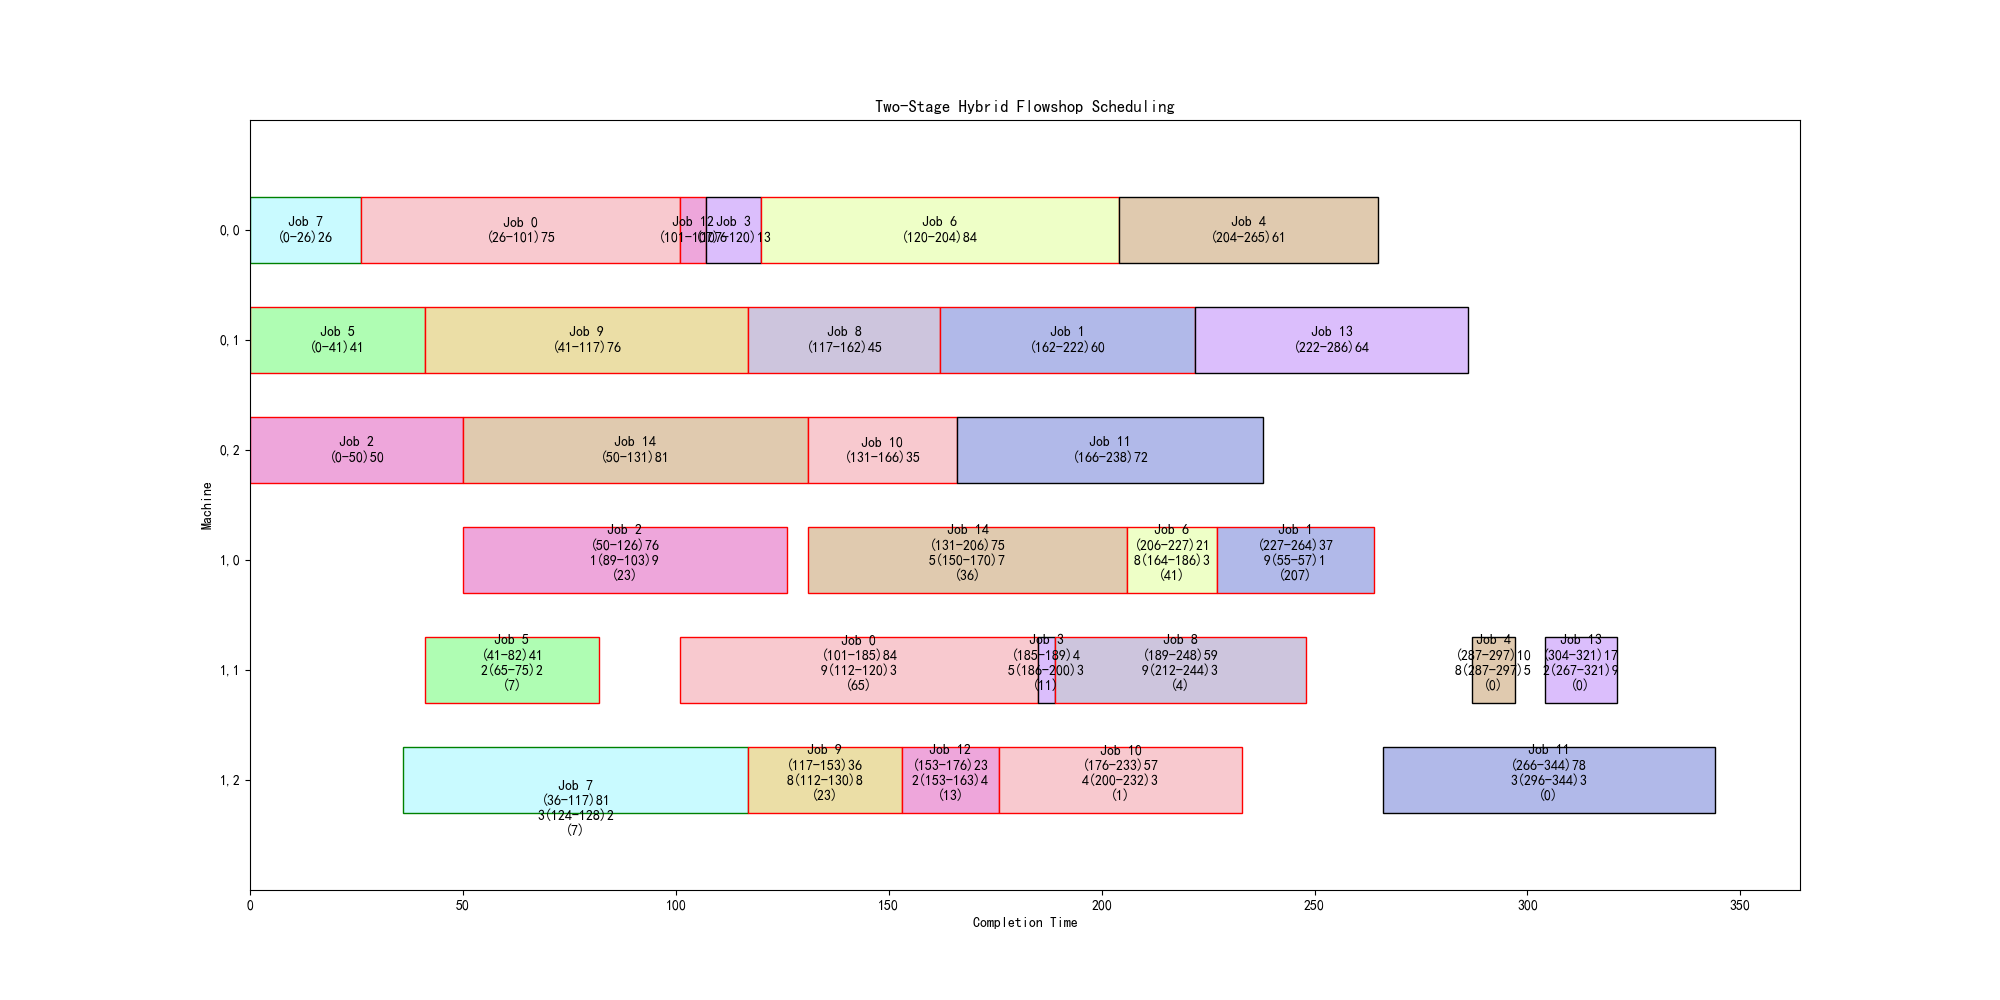 Two-Stage Hybrid Flowshop Scheduling
0,0
Job 7
(0-26)26
Job 0
(26-101)75
Job 12
(101-107)6
Job 3
(107-120)13
Job 6
(120-204)84
Job 4
(204-265)61
0,1
Job 5
(0-41)41
Job 9
(41-117)76
Job 8
(117-162)45
Job 1
(162-222)60
Job 13
(222-286)64
0,2
Job 2
(0-50)50
Job 14
(50-131)81
Job 10
(131-166)35
Job 11
(166-238)72
Machine
1,0
Job 2
(50-126)76
1(89-103)9
(23)
Job 14
(131-206)75
5(150-170)7
(36)
Job 6
(206-227)21
8(164-186)3
(41)
Job 1
(227-264)37
9(55-57)1
(207)
1,1
Job 5
(41-82)41
2(65-75)2
(7)
Job 0
(101-185)84
9(112-120)3
(65)
Job 3
(185-189)4
5(186-200)3
(11)
Job 8
(189-248)59
9(212-244)3
(4)
Job 4
(287-297)10
8(287-297)5
(0)
Job 13
(304-321)17
2(267-321)9
(0)
1,2
Job 7
(36-117)81
3(124-128)2
(7)
Job 9
(117-153)36
8(112-130)8
(23)
Job 12
(153-176)23
2(153-163)4
(13)
Job 10
(176-233)57
4(200-232)3
(1)
Job 11
(266-344)78
3(296-344)3
(0)
0
50
100
150
200
250
300
350
Completion Time